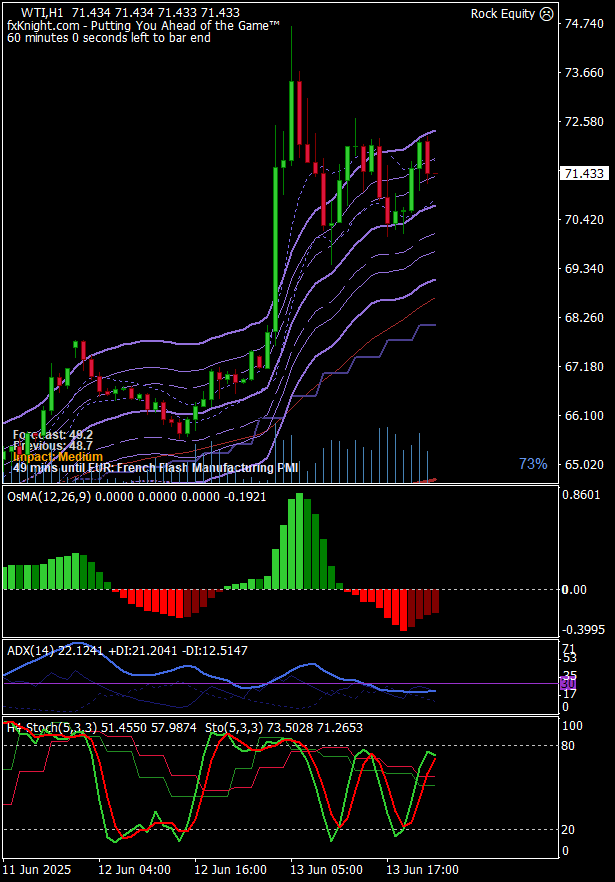 WTI,H1 71.434 71.434 71.433 71.433
Rock Equity
fxKnight.com - Putting You Ahead of the Game™
60 minutes 0 seconds left to bar end
74.740
73.660
72.580
71.433
70.420
69.340
68.260
67.180
66.100
65.020
Forecast: 49.2
Previous: 48.7
Impact: Medium
49 mins until EUR: French Flash Manufacturing PMI
73%
OsMA(12,26,9) 0.0000 0.0000 0.0000 -0.1921
0.8601
0.00
-0.3995
ADX(14) 22.1241 +DI:21.2041 -DI:12.5147
71
53
35
30
17
0
H4 Stoch(5,3,3) 51.4550 57.9874 Sto(5,3,3) 73.5028 71.2653
100
80
20
0
11 Jun 2025
12 Jun 04:00
12 Jun 16:00
13 Jun 05:00
13 Jun 17:00